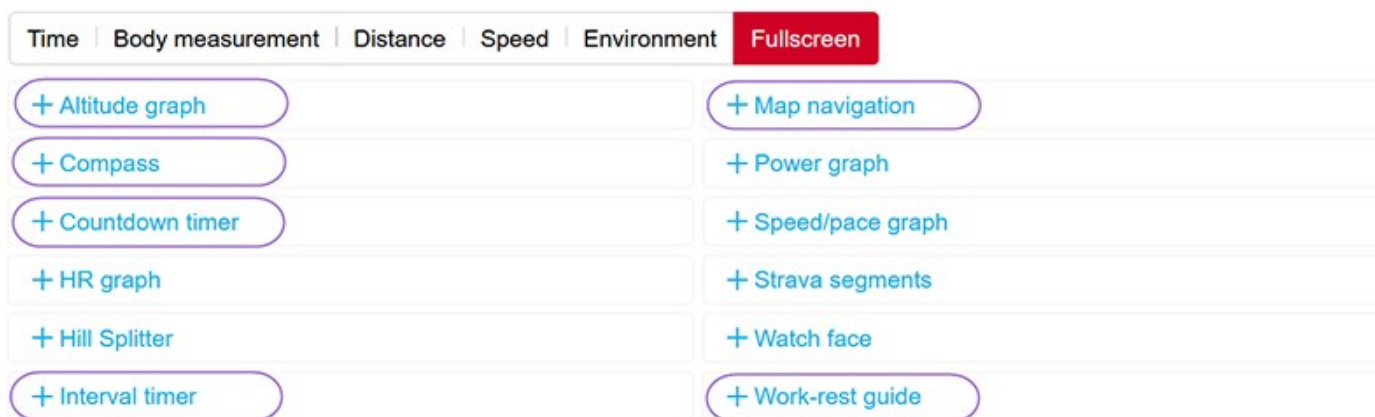 Time Body measurement Distance Speed Environment Fullscreen
+ Altitude graph
+ Map navigation
+ Compass
+ Power graph
+ Countdown timer
+ Speed/pace graph
+ HR graph
+ Strava segments
+ Hill Splitter
+ Watch face
+ Interval timer
+ Work-rest guide